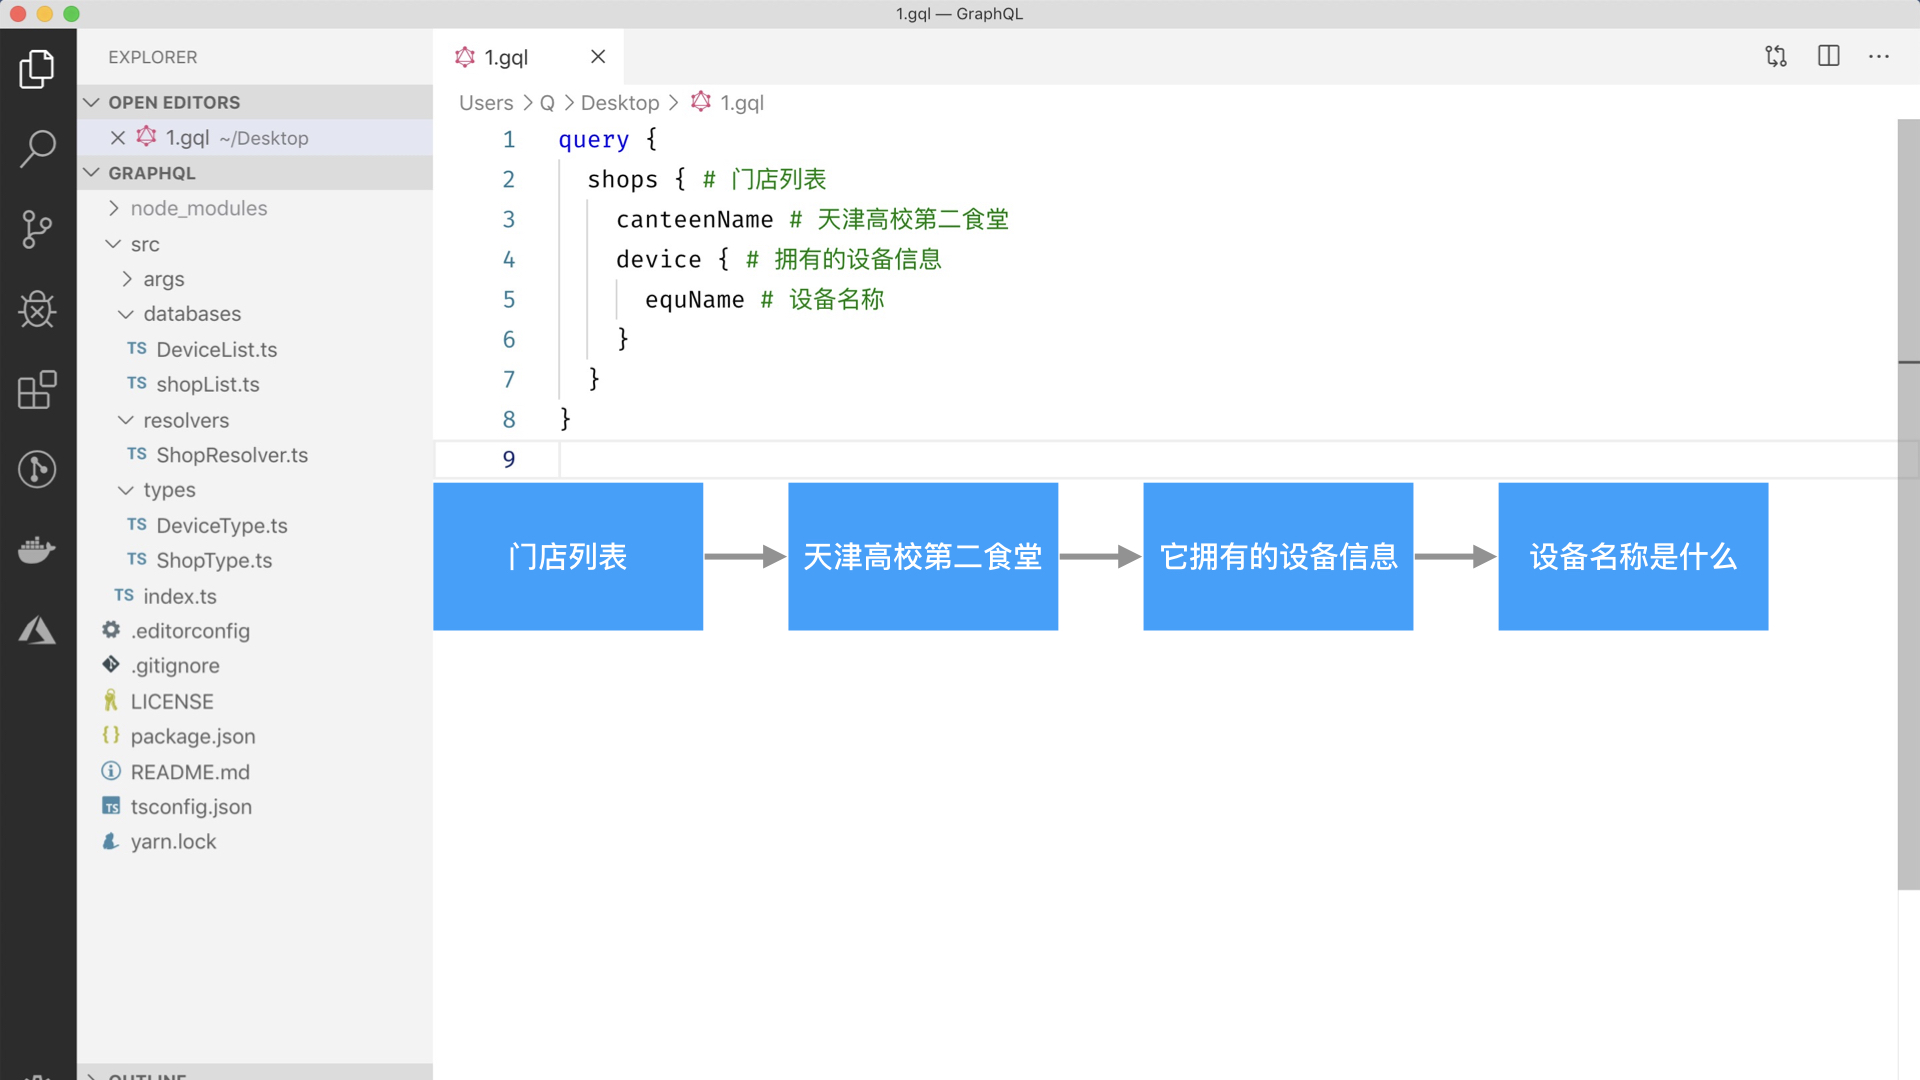 1.gql — GraphQL
EXPLORER
OPEN EDITORS
1.gql ~/Desktop
GRAPHQL
node_modules
src
args
databases
TS DeviceList.ts
TS shopList.ts
resolvers
TS ShopResolver.ts
types
TS DeviceType.ts
TS ShopType.ts
TS index.ts
.editorconfig
.gitignore
LICENSE
{} package.json
README.md
TS tsconfig.json
yarn.lock
OUTLINE
1.gql
Users > Q > Desktop > 1.gql
1 query {
2 shops { # 门店列表
3 canteenName # 天津高校第二食堂
4 device { # 拥有的设备信息
5 equName # 设备名称
6 }
7 }
8 }
9
门店列表
天津高校第二食堂
它拥有的设备信息
设备名称是什么